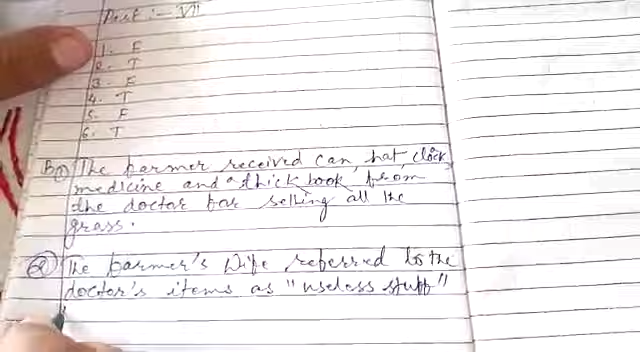 Part :- VII
1. F
2. T
3. F
4. T
5. F
6. T
B① The farmer received can, hat, clock,
medicine and a thick book from
the doctor for selling all the
grass.
② The farmer's Wife referred to the
doctor's items as "useless stuff"